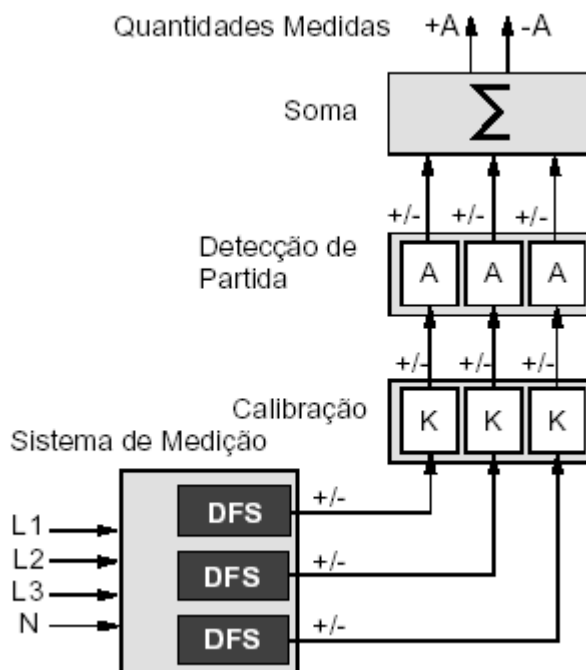 Quantidades Medidas +A -A
Soma Σ
+/- +/- +/-
Detecção de
Partida
A A A
+/- +/- +/-
Calibração
K K K
Sistema de Medição
DFS +/-
L1
L2
DFS +/-
L3
N
DFS +/-